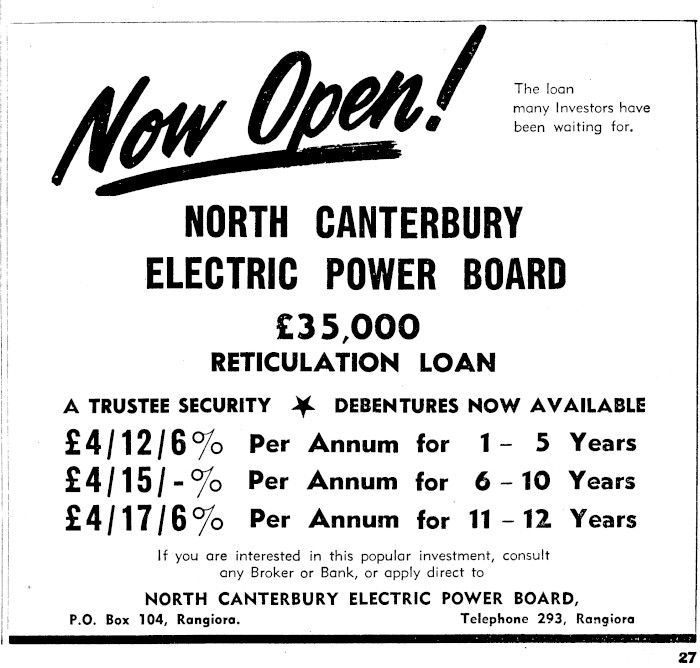 Now Open!
The loan
many Investors have
been waiting for.
NORTH CANTERBURY
ELECTRIC POWER BOARD
£35,000
RETICULATION LOAN
A TRUSTEE SECURITY ★ DEBENTURES NOW AVAILABLE
£4/12/6% Per Annum for 1 – 5 Years
£4/15/-% Per Annum for 6 – 10 Years
£4/17/6% Per Annum for 11 – 12 Years
If you are interested in this popular investment, consult
any Broker or Bank, or apply direct to
NORTH CANTERBURY ELECTRIC POWER BOARD,
P.O. Box 104, Rangiora. Telephone 293, Rangiora
27